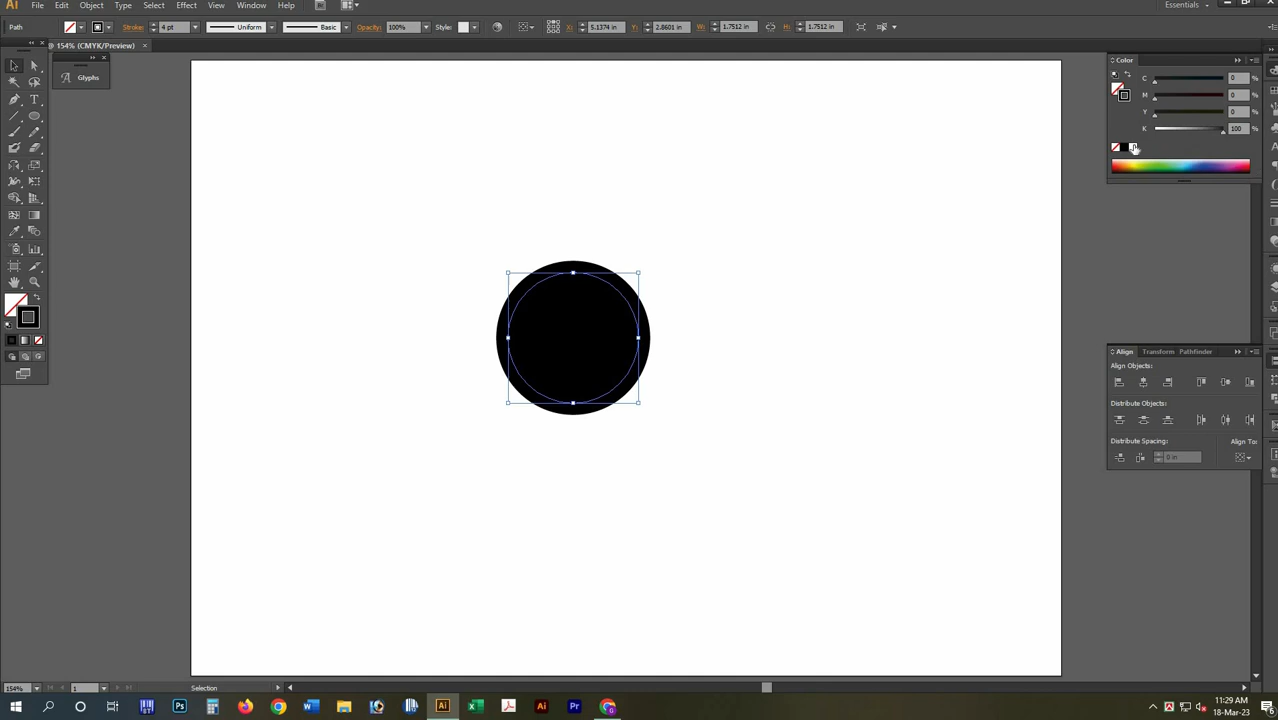 Ai File Edit Object Type Select Effect View Window Help Br Essentials
Path Stroke: 4 pt Uniform Basic Opacity: 100% Style: X: 5.1374 in Y: 2.8601 in W: 1.7512 in H: 1.7512 in
@ 154% (CMYK/Preview)
Glyphs
Color
C 0 %
M 0 %
Y 0 %
K 100 %
Align Transform Pathfinder
Align Objects:
Distribute Objects:
Distribute Spacing: Align To:
0 in
154% 1 Selection
11:29 AM
18-Mar-23